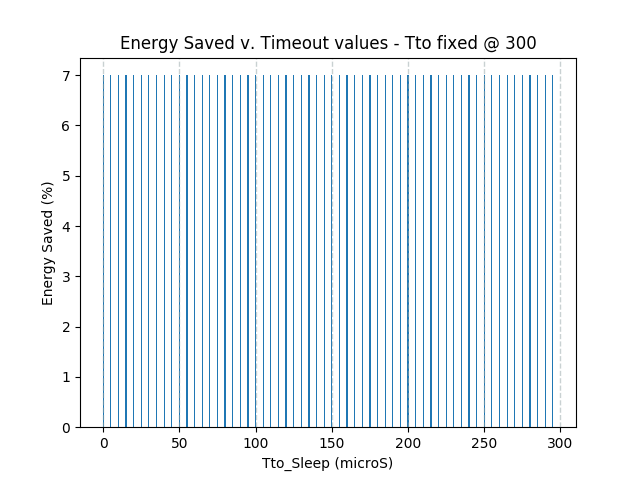 Energy Saved v. Timeout values - Tto fixed @ 300
Energy Saved (%)
7
6
5
4
3
2
1
0
0 50 100 150 200 250 300
Tto_Sleep (microS)